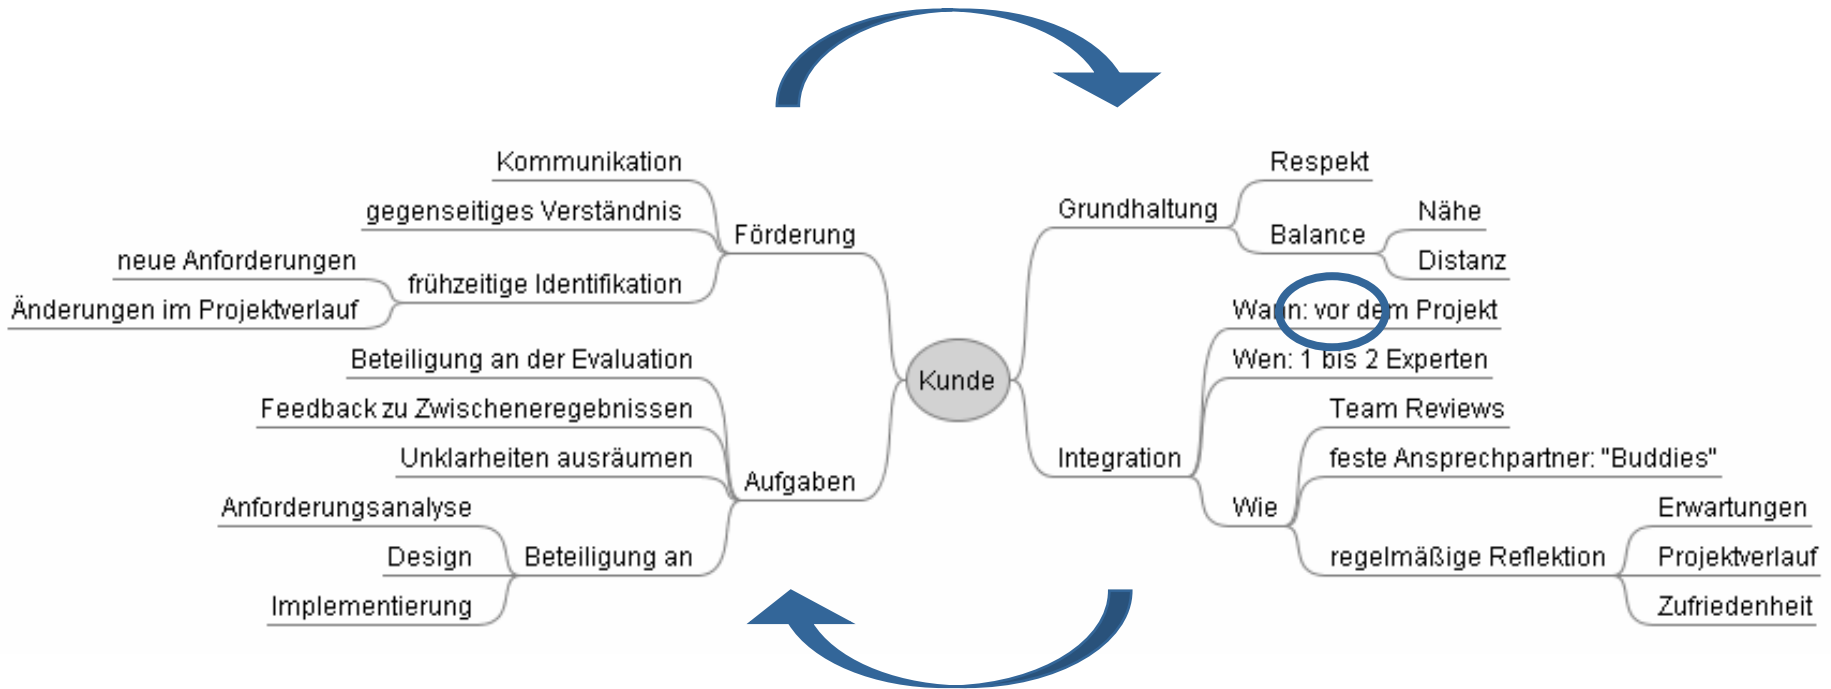 Kommunikation
gegenseitiges Verständnis
neue Anforderungen
Änderungen im Projektverlauf
frühzeitige Identifikation
Förderung
Beteiligung an der Evaluation
Feedback zu Zwischeneregebnissen
Unklarheiten ausräumen
Anforderungsanalyse
Design
Implementierung
Beteiligung an
Aufgaben
Kunde
Grundhaltung
Respekt
Balance
Nähe
Distanz
Integration
Wann: vor dem Projekt
Wen: 1 bis 2 Experten
Wie
Team Reviews
feste Ansprechpartner: "Buddies"
regelmäßige Reflektion
Erwartungen
Projektverlauf
Zufriedenheit